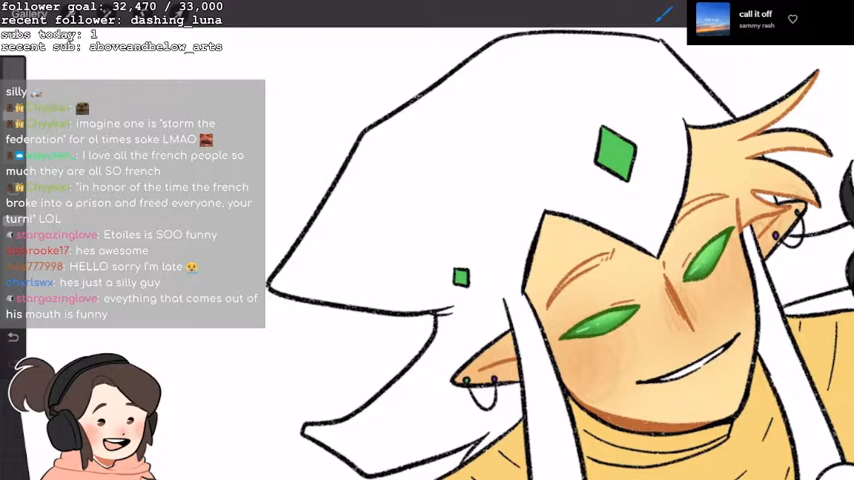 Gallery
follower goal: 32,470 / 33,000
recent follower: dashing_luna
subs today: 1
recent sub: aboveandbelow_arts
call it off
sammy rash
silly
Imagine one is "storm the
federation" for ol times sake LMAO
: I love all the french people so
much they are all SO french
"in honor of the time the french
broke into a prison and freed everyone, your
turn!" LOL
stargazinglove: Etoiles is SOO funny
hes awesome
HELLO sorry I'm late
hes just a silly guy
stargazinglove: eveything that comes out of
his mouth is funny